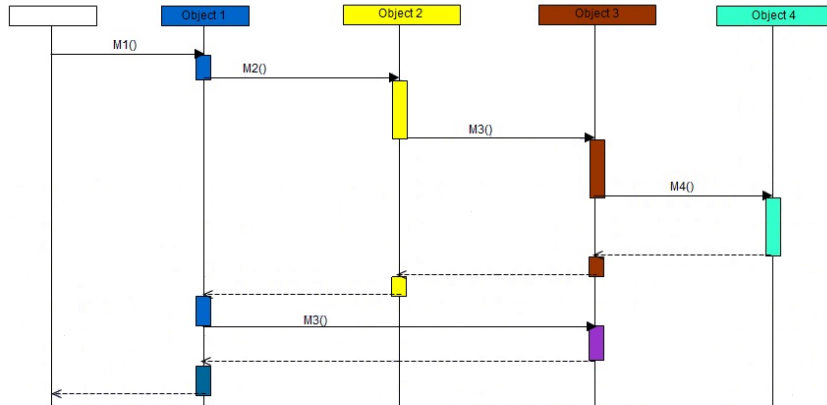 Object 1
Object 2
Object 3
Object 4
M1()
M2()
M3()
M4()
M3()